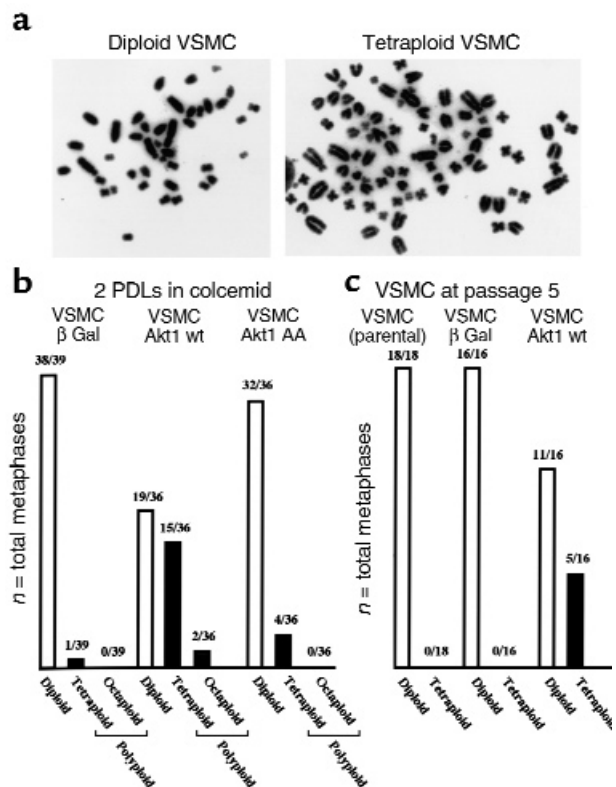 a
Diploid VSMC
Tetraploid VSMC
b
2 PDLs in colcemid
VSMC
β Gal
VSMC
Akt1 wt
VSMC
Akt1 AA
n = total metaphases
38/39
1/39
0/39
19/36
15/36
2/36
32/36
4/36
0/36
Diploid
Tetraploid
Octaploid
Polyploid
Diploid
Tetraploid
Octaploid
Polyploid
Diploid
Tetraploid
Octaploid
Polyploid
c
VSMC at passage 5
VSMC
(parental)
VSMC
β Gal
VSMC
Akt1 wt
n = total metaphases
18/18
0/18
16/16
0/16
11/16
5/16
Diploid
Tetraploid
Diploid
Tetraploid
Diploid
Tetraploid